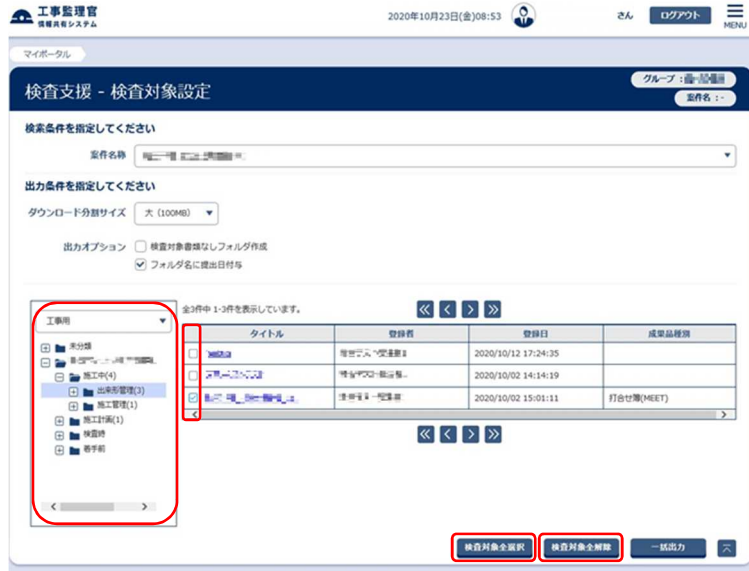 工事監理官
情報共有システム
2020年10月23日(金)08:53
さん
ログアウト
MENU
マイポータル
検査支援 - 検査対象設定
グループ :
案件名 : -
検索条件を指定してください
案件名称
出力条件を指定してください
ダウンロード分割サイズ 大 (100MB)
出力オプション 検査対象書類なしフォルダ作成
フォルダ名に提出日付与
工事用
未分類
施工中(4)
出来形管理(3)
施工管理(1)
施工計画(1)
検査時
着手前
全3件中 1-3件を表示しています。
タイトル 登録者 登録日 成果品種別
2020/10/12 17:24:35
2020/10/02 14:14:19
2020/10/02 15:01:11 打合せ簿(MEET)
検査対象全選択 検査対象全解除 一括出力